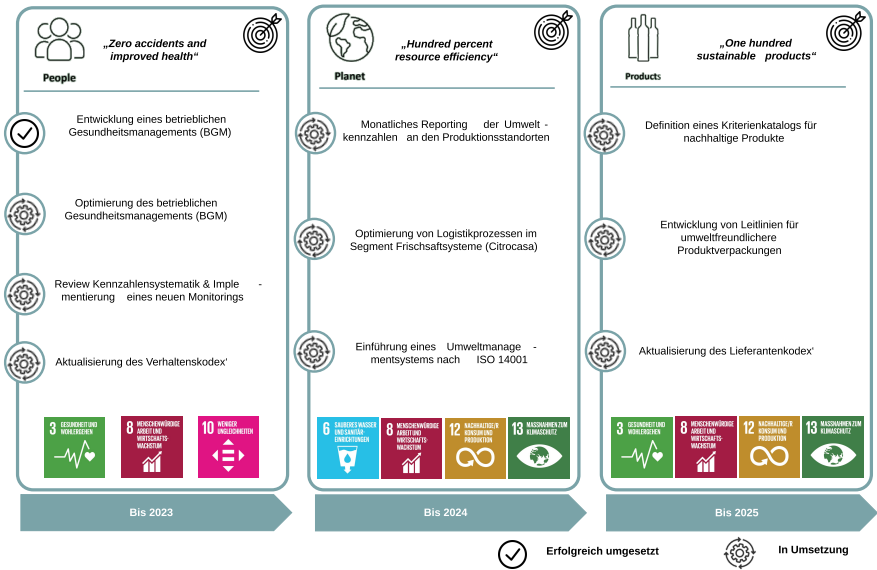 „Zero accidents and
improved health“
People
Entwicklung eines betrieblichen
Gesundheitsmanagements (BGM)
Optimierung des betrieblichen
Gesundheitsmanagements (BGM)
Review Kennzahlensystematik & Imple -
mentierung eines neuen Monitorings
Aktualisierung des Verhaltenskodex‘
3 GESUNDHEIT UND
WOHLERGEHEN
8 MENSCHENWÜRDIGE
ARBEIT UND
WIRTSCHAFTS-
WACHSTUM
10 WENIGER
UNGLEICHHEITEN
Bis 2023
„Hundred percent
resource efficiency“
Planet
Monatliches Reporting der Umwelt -
kennzahlen an den Produktionsstandorten
Optimierung von Logistikprozessen im
Segment Frischsaftsysteme (Citrocasa)
Einführung eines Umweltmanage -
mentsystems nach ISO 14001
6 SAUBERES WASSER
UND SANITÄR-
EINRICHTUNGEN
8 MENSCHENWÜRDIGE
ARBEIT UND
WIRTSCHAFTS-
WACHSTUM
12 NACHHALTIGE/R
KONSUM UND
PRODUKTION
13 MASSNAHMEN ZUM
KLIMASCHUTZ
Bis 2024
„One hundred
sustainable products“
Products
Definition eines Kriterienkatalogs für
nachhaltige Produkte
Entwicklung von Leitlinien für
umweltfreundlichere
Produktverpackungen
Aktualisierung des Lieferantenkodex‘
3 GESUNDHEIT UND
WOHLERGEHEN
8 MENSCHENWÜRDIGE
ARBEIT UND
WIRTSCHAFTS-
WACHSTUM
12 NACHHALTIGE/R
KONSUM UND
PRODUKTION
13 MASSNAHMEN ZUM
KLIMASCHUTZ
Bis 2025
Erfolgreich umgesetzt
In Umsetzung